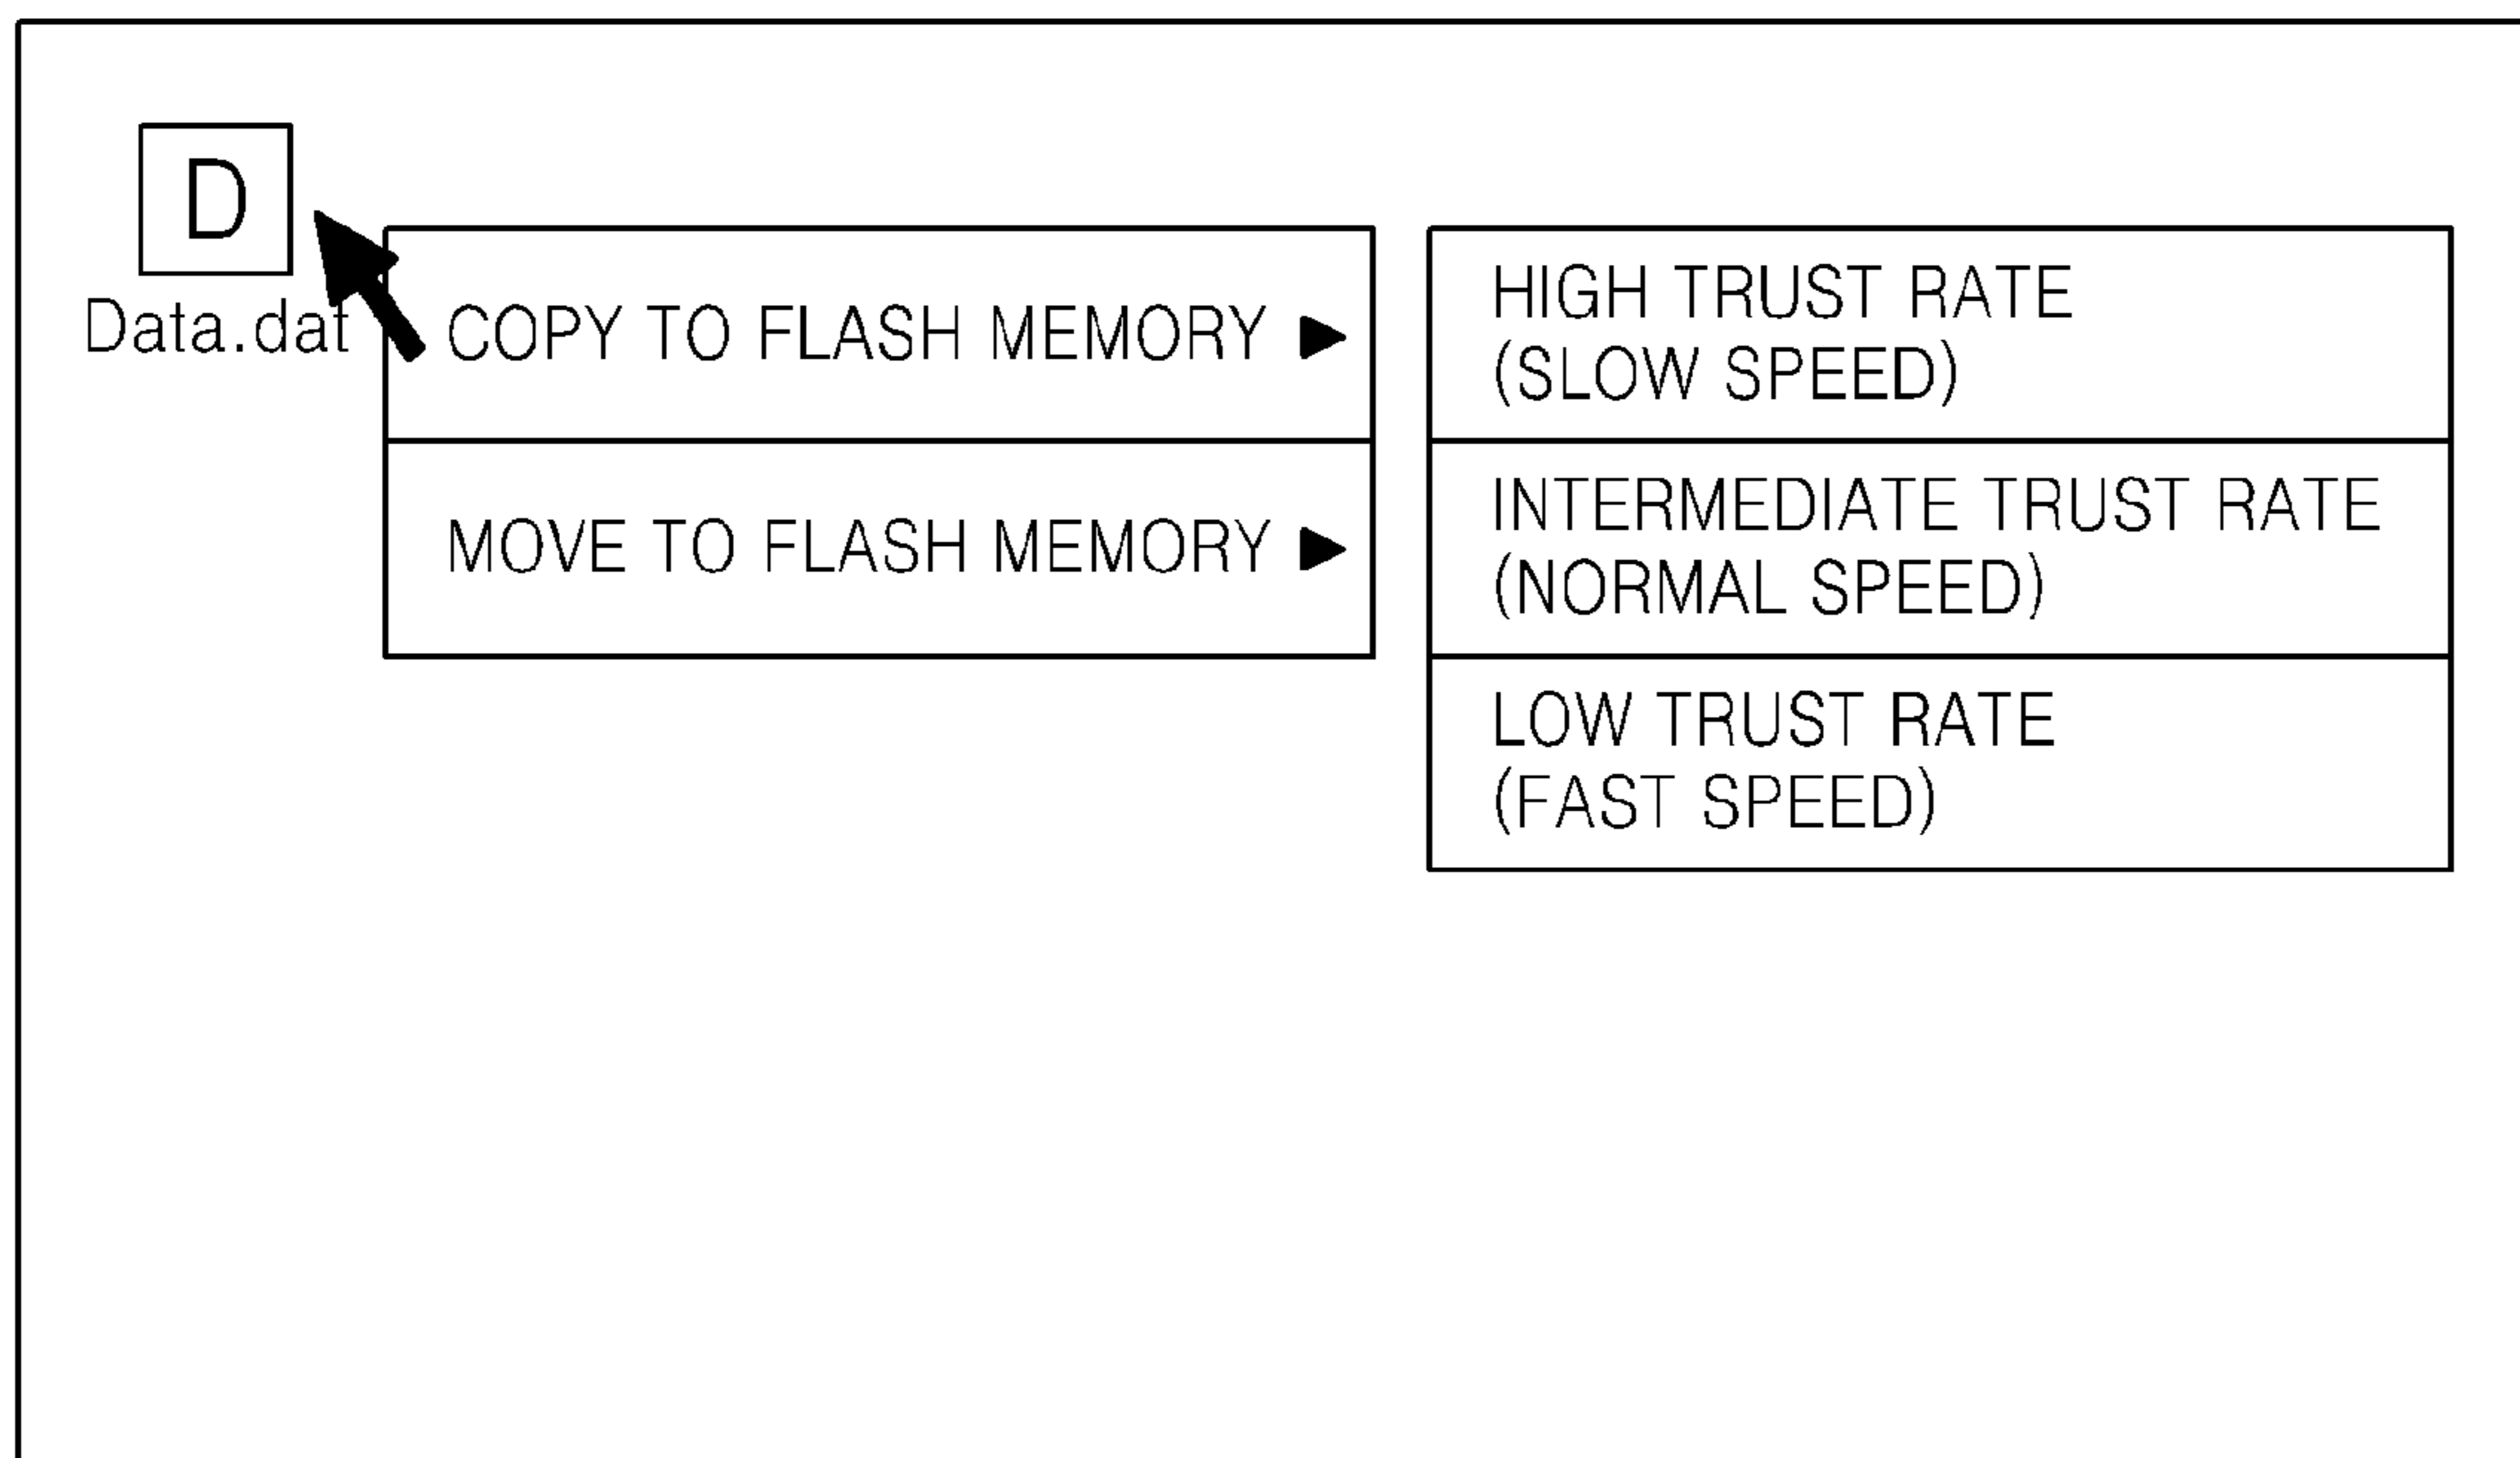 D
Data.dat
COPY TO FLASH MEMORY ▶
MOVE TO FLASH MEMORY ▶
HIGH TRUST RATE
(SLOW SPEED)
INTERMEDIATE TRUST RATE
(NORMAL SPEED)
LOW TRUST RATE
(FAST SPEED)